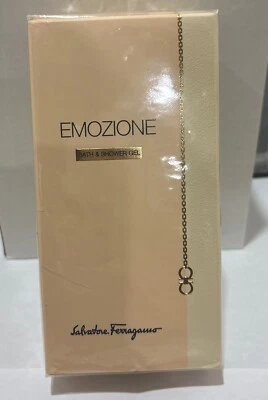 EMOZIONE
BATH & SHOWER GEL
Salvatore Ferragamo